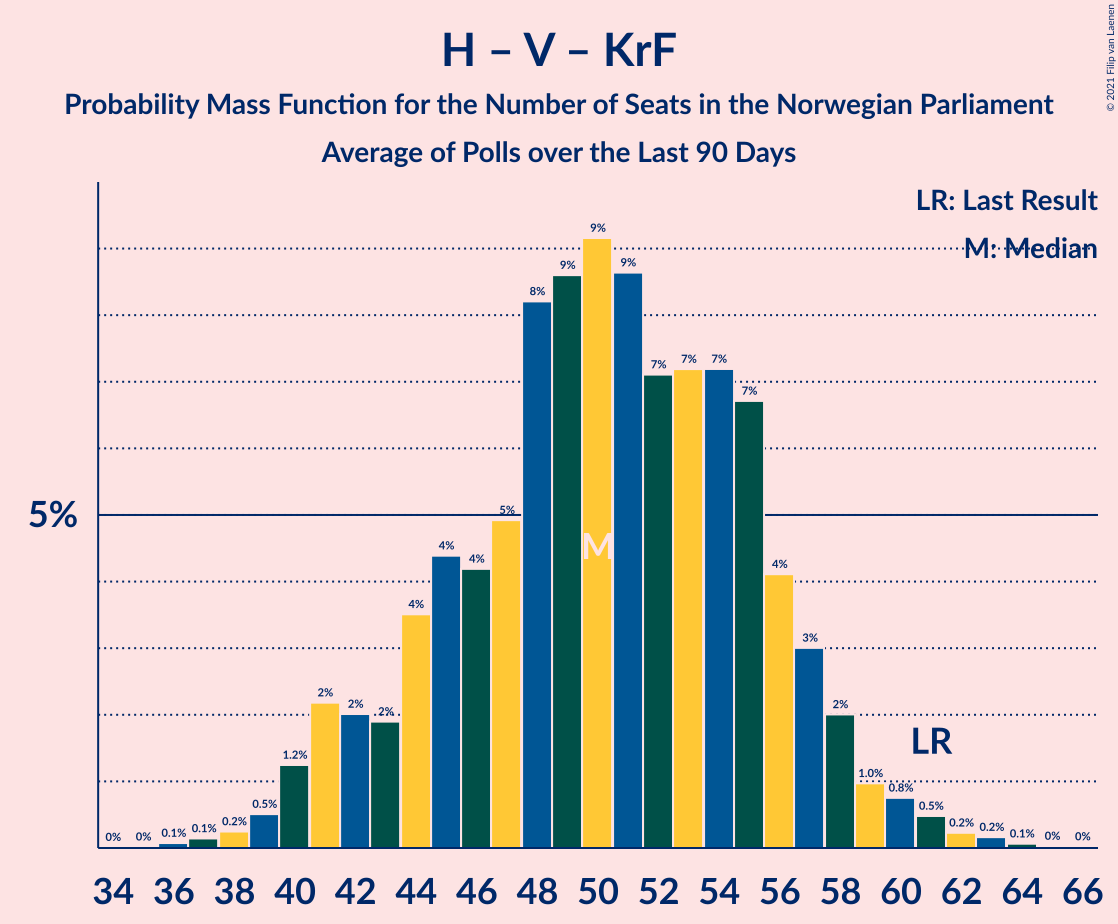 H – V – KrF
Probability Mass Function for the Number of Seats in the Norwegian Parliament
Average of Polls over the Last 90 Days
© 2021 Filip van Laenen
LR: Last Result
M: Median
5%
0% 0% 0.1% 0.1% 0.2% 0.5% 1.2% 2% 2% 2% 4% 4% 4% 5% 8% 9% 9% 9% 7% 7% 7% 7% 4% 3% 2% 1.0% 0.8% 0.5% 0.2% 0.2% 0.1% 0% 0%
M
LR
34 36 38 40 42 44 46 48 50 52 54 56 58 60 62 64 66